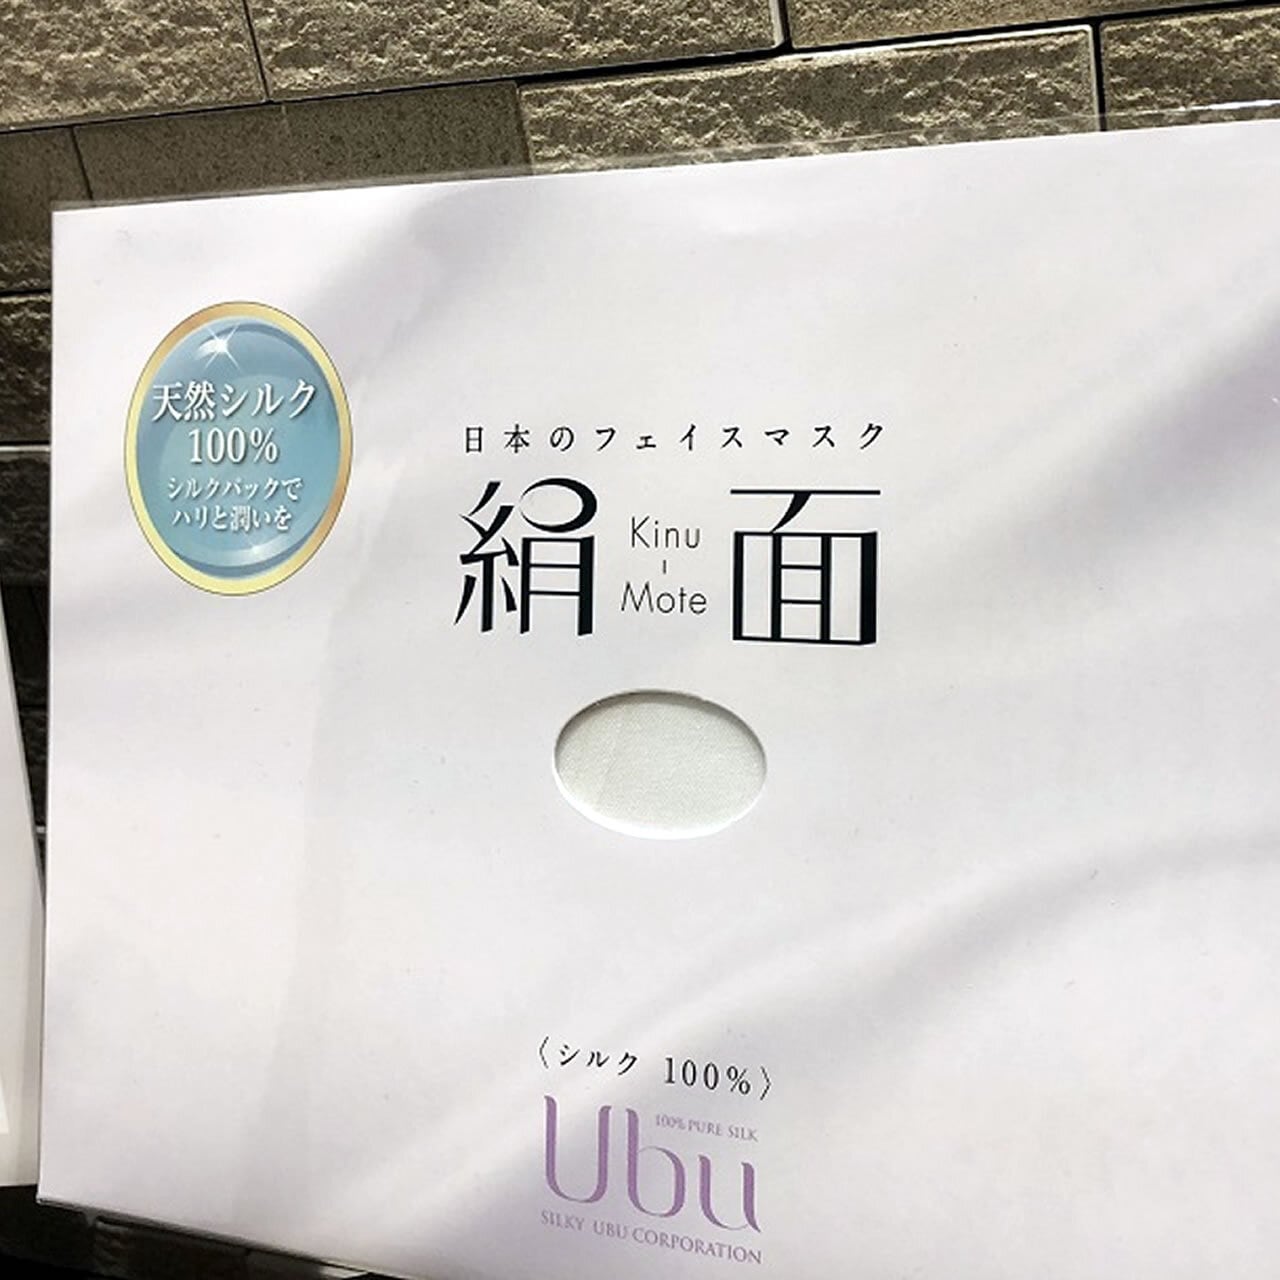 天然シルク
100%
シルクパックで
ハリと潤いを
日本のフェイスマスク
絹 Kinu-Mote 面
〈シルク 100%〉
100% PURE SILK
Ubu
SILKY UBU CORPORATION